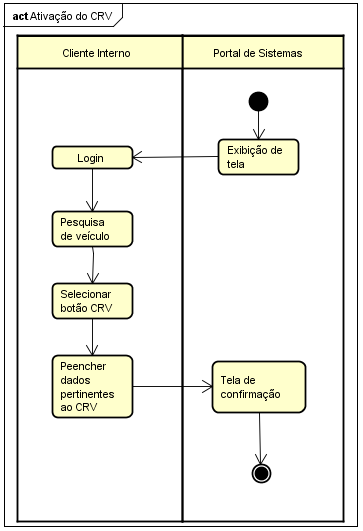 act Ativação do CRV
Cliente Interno
Portal de Sistemas
Exibição de
tela
Login
Pesquisa
de veículo
Selecionar
botão CRV
Peencher
dados
pertinentes
ao CRV
Tela de
confirmação